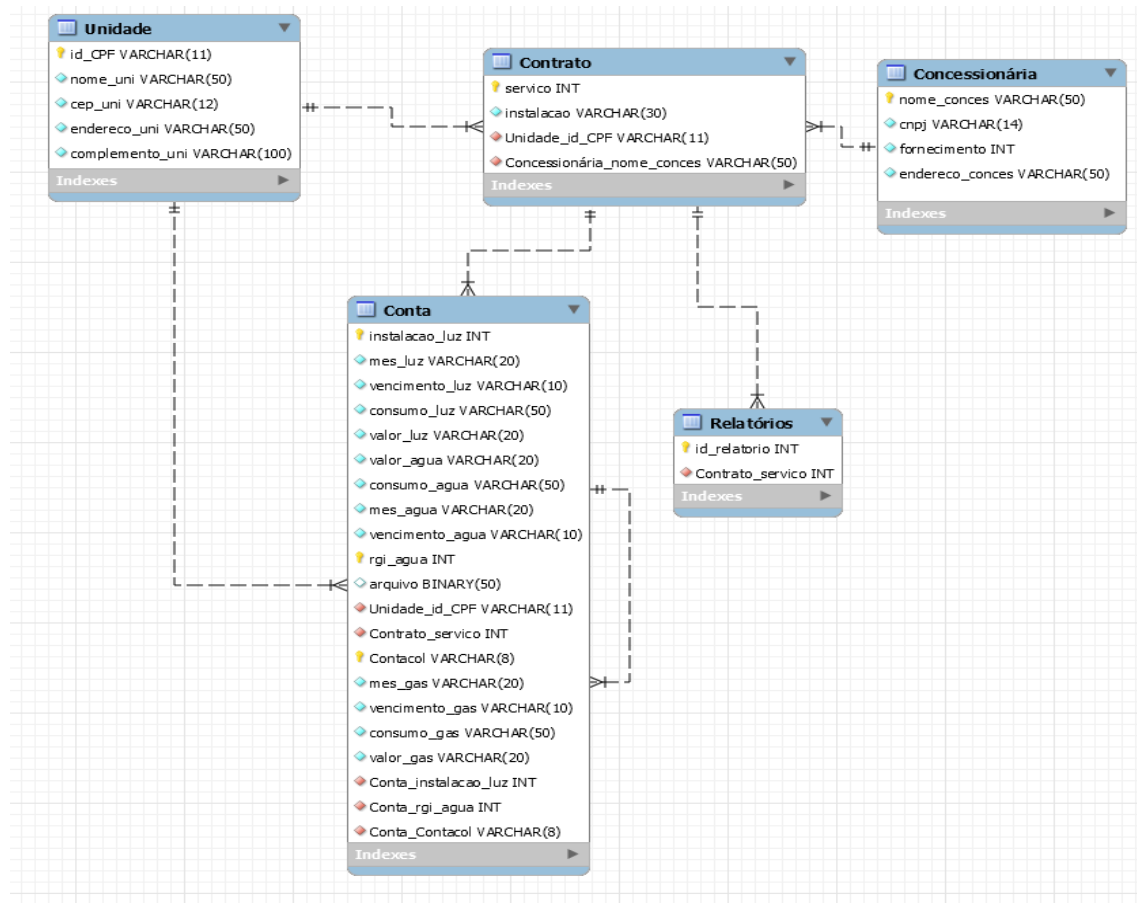 Unidade
id_CPF VARCHAR(11)
nome_uni VARCHAR(50)
cep_uni VARCHAR(12)
endereco_uni VARCHAR(50)
complemento_uni VARCHAR(100)
Indexes
Contrato
servico INT
instalacao VARCHAR(30)
Unidade_id_CPF VARCHAR(11)
Concessionária_nome_conces VARCHAR(50)
Indexes
Concessionária
nome_conces VARCHAR(50)
cnpj VARCHAR(14)
fornecimento INT
endereco_conces VARCHAR(50)
Indexes
Conta
instalacao_luz INT
mes_luz VARCHAR(20)
vencimento_luz VARCHAR(10)
consumo_luz VARCHAR(50)
valor_luz VARCHAR(20)
valor_agua VARCHAR(20)
consumo_agua VARCHAR(50)
mes_agua VARCHAR(20)
vencimento_agua VARCHAR(10)
rgi_agua INT
arquivo BINARY(50)
Unidade_id_CPF VARCHAR(11)
Contrato_servico INT
Contacol VARCHAR(8)
mes_gas VARCHAR(20)
vencimento_gas VARCHAR(10)
consumo_gas VARCHAR(50)
valor_gas VARCHAR(20)
Conta_instalacao_luz INT
Conta_rgi_agua INT
Conta_Contacol VARCHAR(8)
Indexes
Relatórios
id_relatorio INT
Contrato_servico INT
Indexes